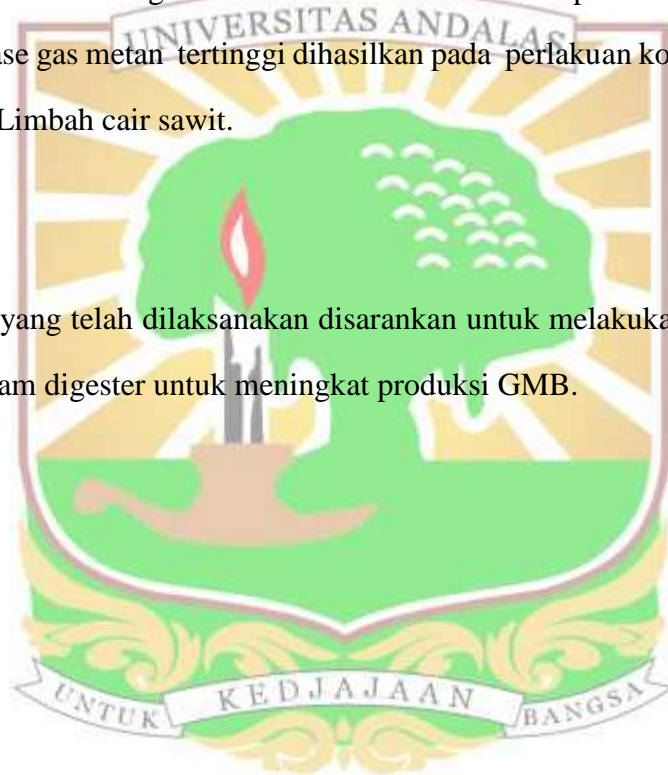 UNIVERSITAS ANDALAS
ase gas metan tertinggi dihasilkan pada perlakuan ko
Limbah cair sawit.
yang telah dilaksanakan disarankan untuk melakuka
am digester untuk meningkat produksi GMB.
UNTUK KEDJAJAAN BANGSA